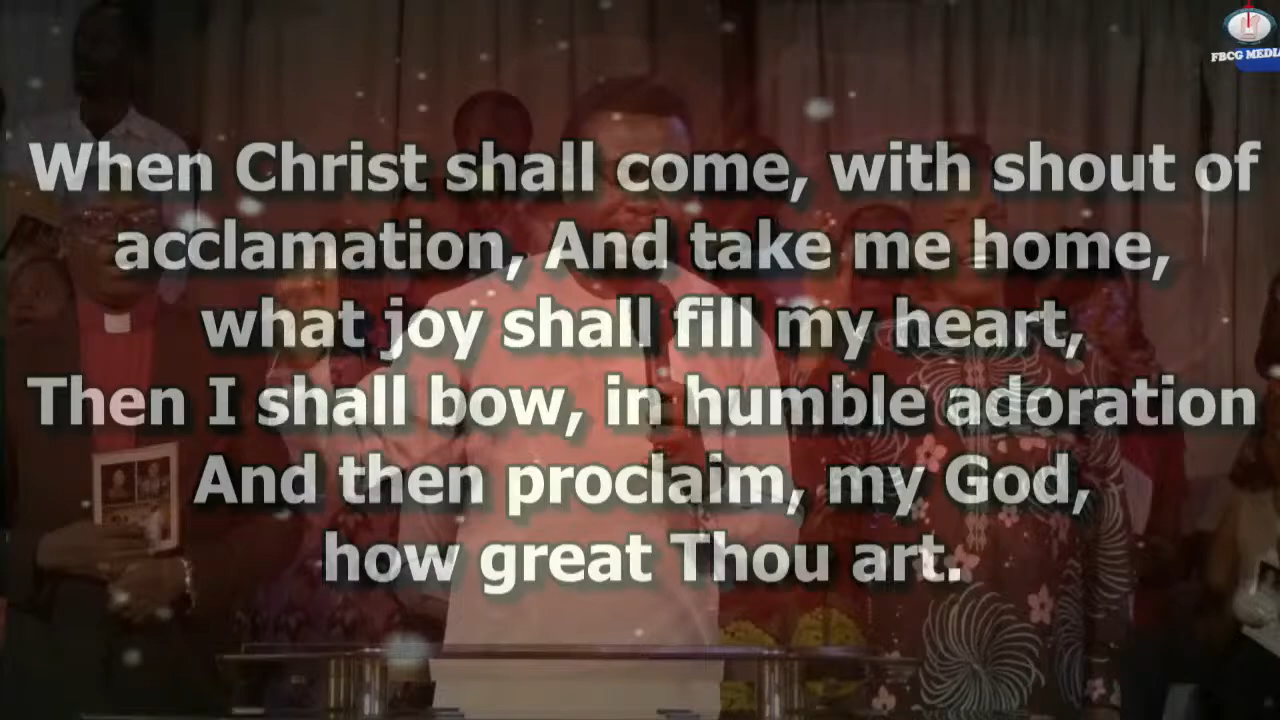 FBCG MEDIA
When Christ shall come, with shout of
acclamation, And take me home,
what joy shall fill my heart,
Then I shall bow, in humble adoration
And then proclaim, my God,
how great Thou art.